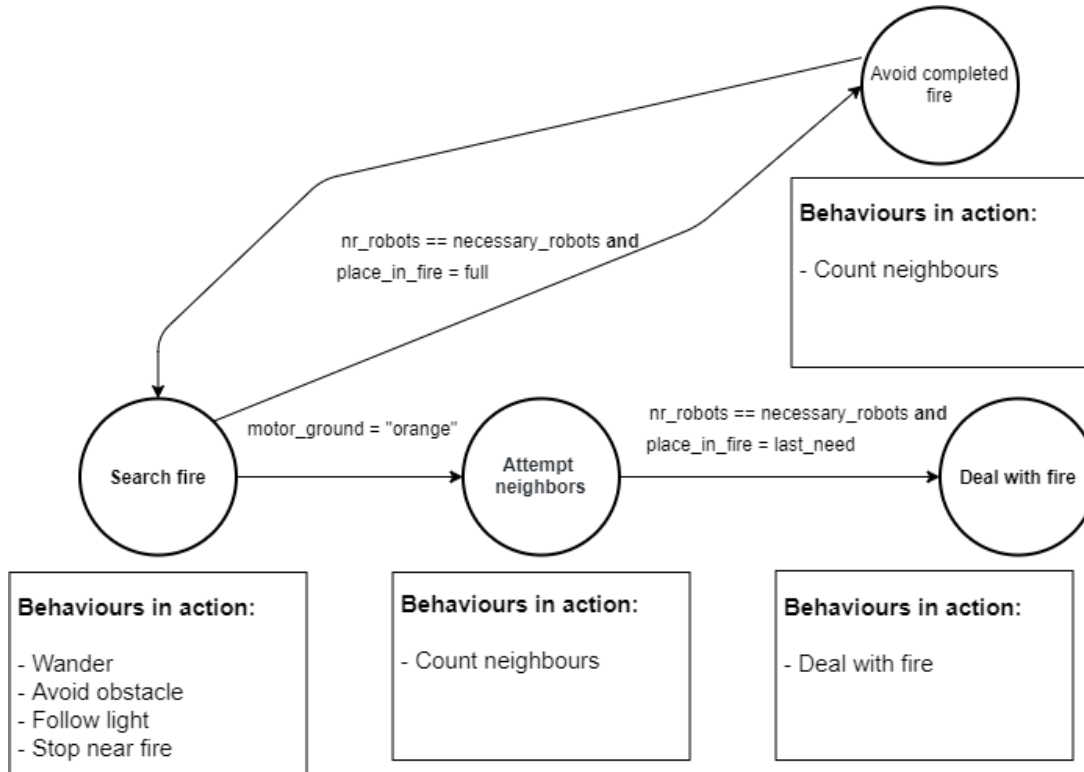 Avoid completed
fire
Behaviours in action:
- Count neighbours
nr_robots == necessary_robots and
place_in_fire = full
motor_ground = "orange"
nr_robots == necessary_robots and
place_in_fire = last_need
Search fire
Attempt
neighbors
Deal with fire
Behaviours in action:
- Wander
- Avoid obstacle
- Follow light
- Stop near fire
Behaviours in action:
- Count neighbours
Behaviours in action:
- Deal with fire